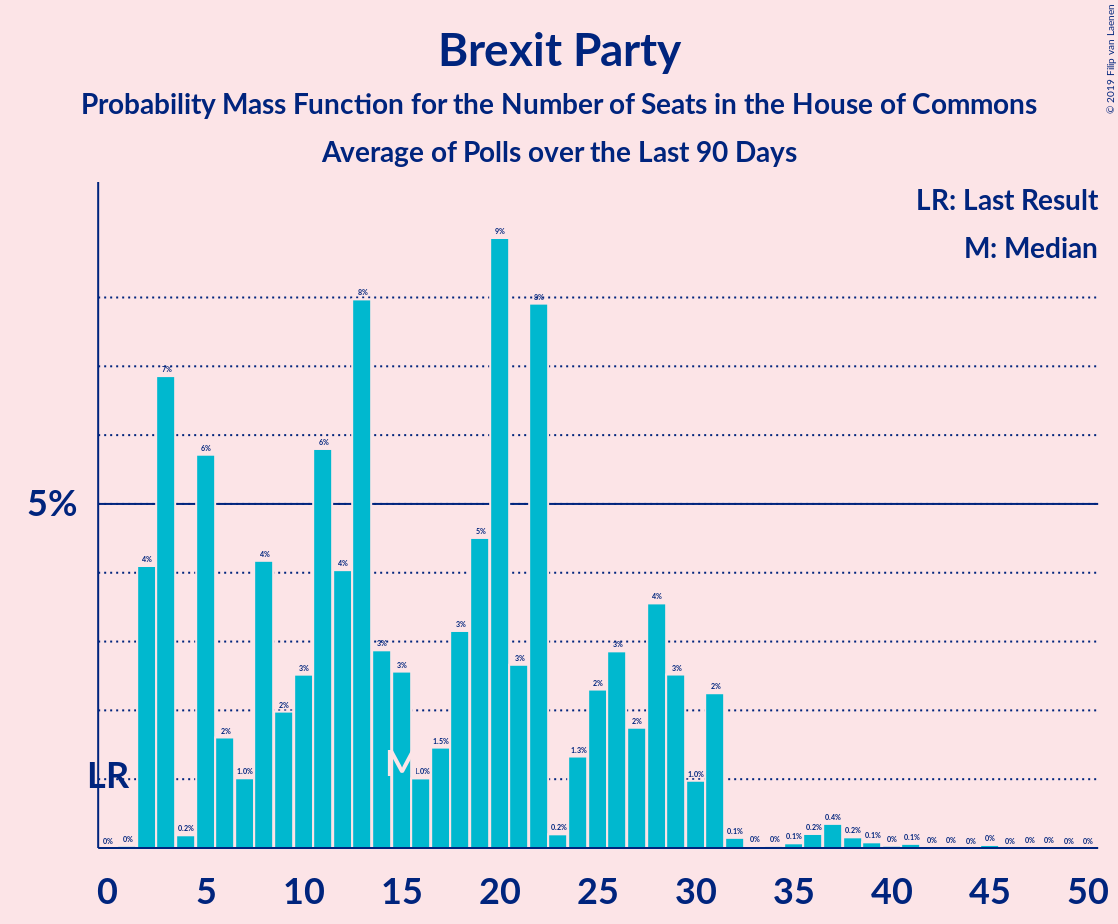 Brexit Party
Probability Mass Function for the Number of Seats in the House of Commons
Average of Polls over the Last 90 Days
© 2019 Filip van Laenen
LR: Last Result
M: Median
5%
LR
M
0% 0% 4% 7% 0.2% 6% 2% 1.0% 4% 2% 3% 6% 4% 8% 3% 3% 1.0% 1.5% 3% 5% 9% 3% 8% 0.2% 1.3% 2% 3% 2% 4% 3% 1.0% 2% 0.1% 0% 0% 0.1% 0.2% 0.4% 0.2% 0.1% 0% 0.1% 0% 0% 0% 0% 0% 0% 0% 0% 0%
0 5 10 15 20 25 30 35 40 45 50